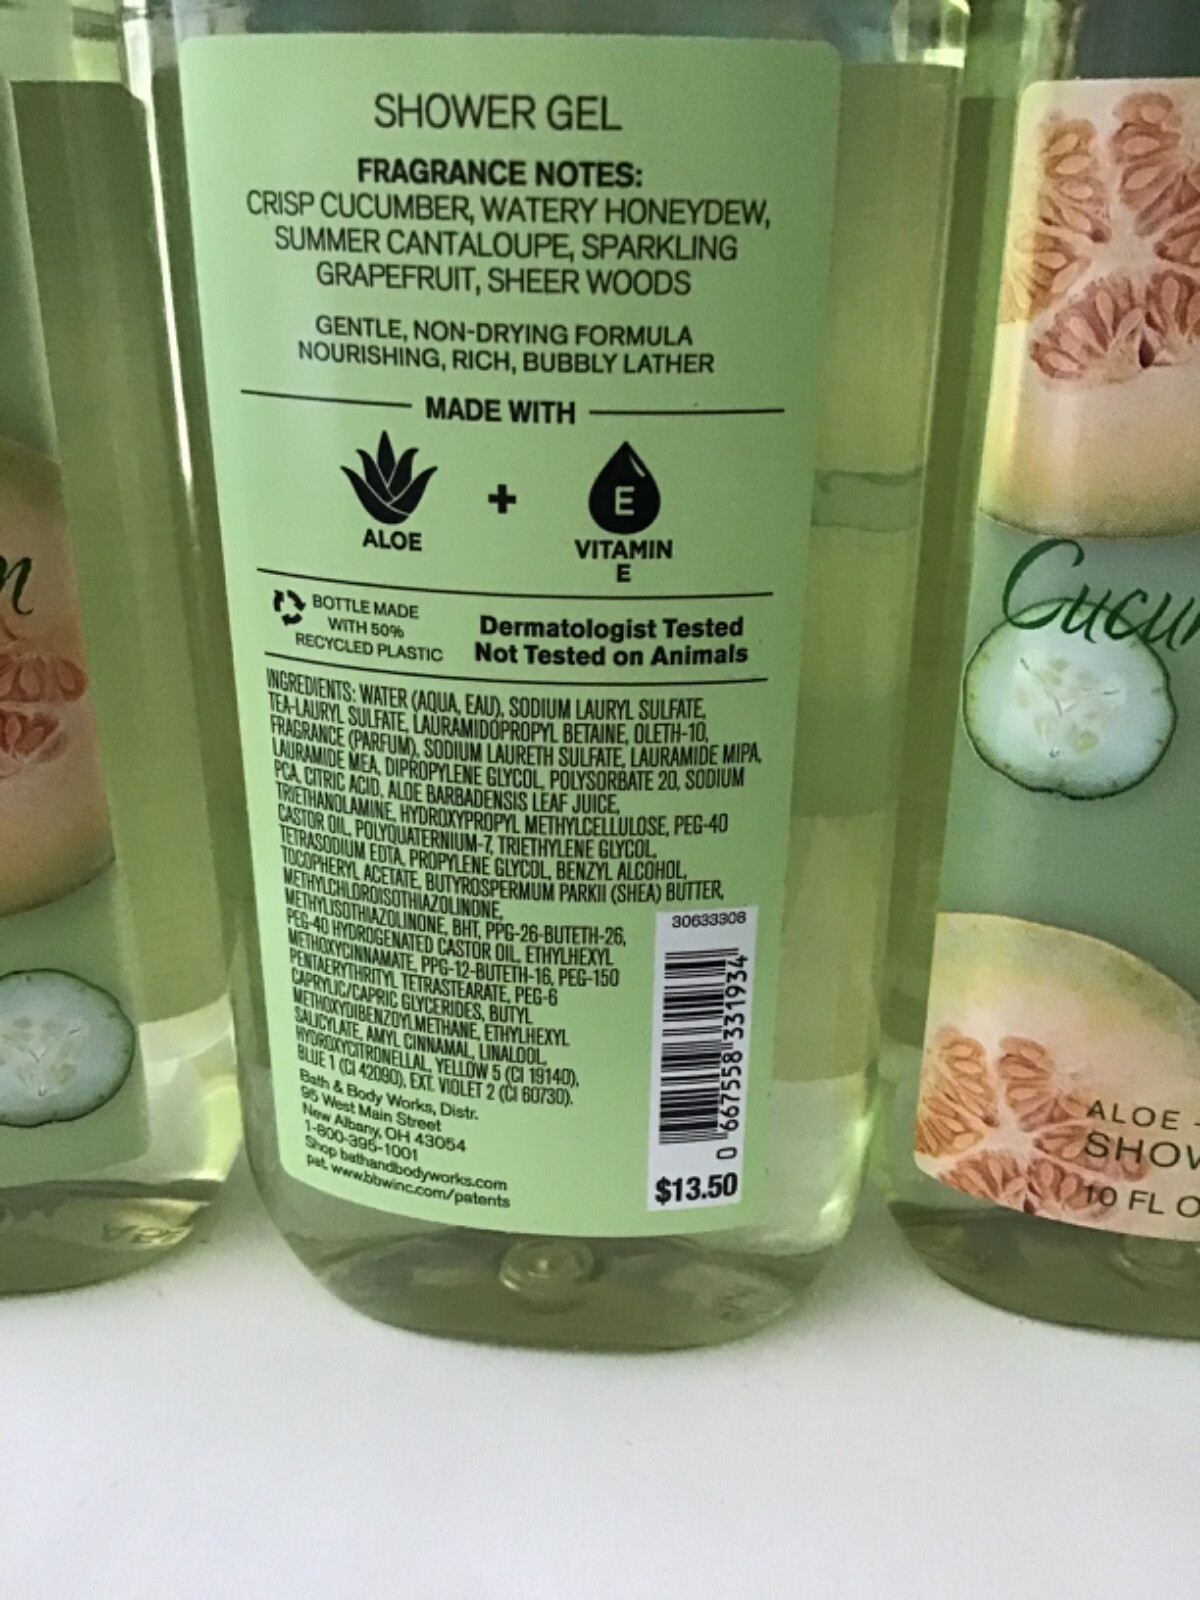 SHOWER GEL
FRAGRANCE NOTES:
CRISP CUCUMBER, WATERY HONEYDEW,
SUMMER CANTALOUPE, SPARKLING
GRAPEFRUIT, SHEER WOODS
GENTLE, NON-DRYING FORMULA
NOURISHING, RICH, BUBBLY LATHER
MADE WITH
ALOE
+
E
VITAMIN
E
BOTTLE MADE
WITH 50%
RECYCLED PLASTIC
Dermatologist Tested
Not Tested on Animals
INGREDIENTS: WATER (AQUA, EAU), SODIUM LAURYL SULFATE,
TEA-LAURYL SULFATE, LAURAMIDOPROPYL BETAINE, OLETH-10,
FRAGRANCE (PARFUM), SODIUM LAURETH SULFATE, LAURAMIDE MIPA,
LAURAMIDE MEA, DIPROPYLENE GLYCOL, POLYSORBATE 20, SODIUM
PCA, CITRIC ACID, ALOE BARBADENSIS LEAF JUICE,
TRIETHANOLAMINE, HYDROXYPROPYL METHYLCELLULOSE, PEG-40
CASTOR OIL, POLYQUATERNIUM-7, TRIETHYLENE GLYCOL,
TETRASODIUM EDTA, PROPYLENE GLYCOL, BENZYL ALCOHOL,
TOCOPHERYL ACETATE, BUTYROSPERMUM PARKII (SHEA) BUTTER,
METHYLCHLOROISOTHIAZOLINONE,
METHYLISOTHIAZOLINONE, BHT, PPG-26-BUTETH-26,
PEG-40 HYDROGENATED CASTOR OIL, ETHYLHEXYL
METHOXYCINNAMATE, PPG-12-BUTETH-16, PEG-150
PENTAERYTHRITYL TETRASTEARATE, PEG-6
CAPRYLIC/CAPRIC GLYCERIDES, BUTYL
METHOXYDIBENZOYLMETHANE, ETHYLHEXYL
SALICYLATE, AMYL CINNAMAL, LINALOOL,
HYDROXYCITRONELLAL, YELLOW 5 (CI 19140),
BLUE 1 (CI 42090), EXT. VIOLET 2 (CI 60730).
Bath & Body Works, Distr.
95 West Main Street
New Albany, OH 43054
1-800-395-1001
Shop bathandbodyworks.com
pat. www.bbwinc.com/patents
30633308
0 667558 331934
$13.50
n
Cucu
ALOE
SHOW
10 FL O